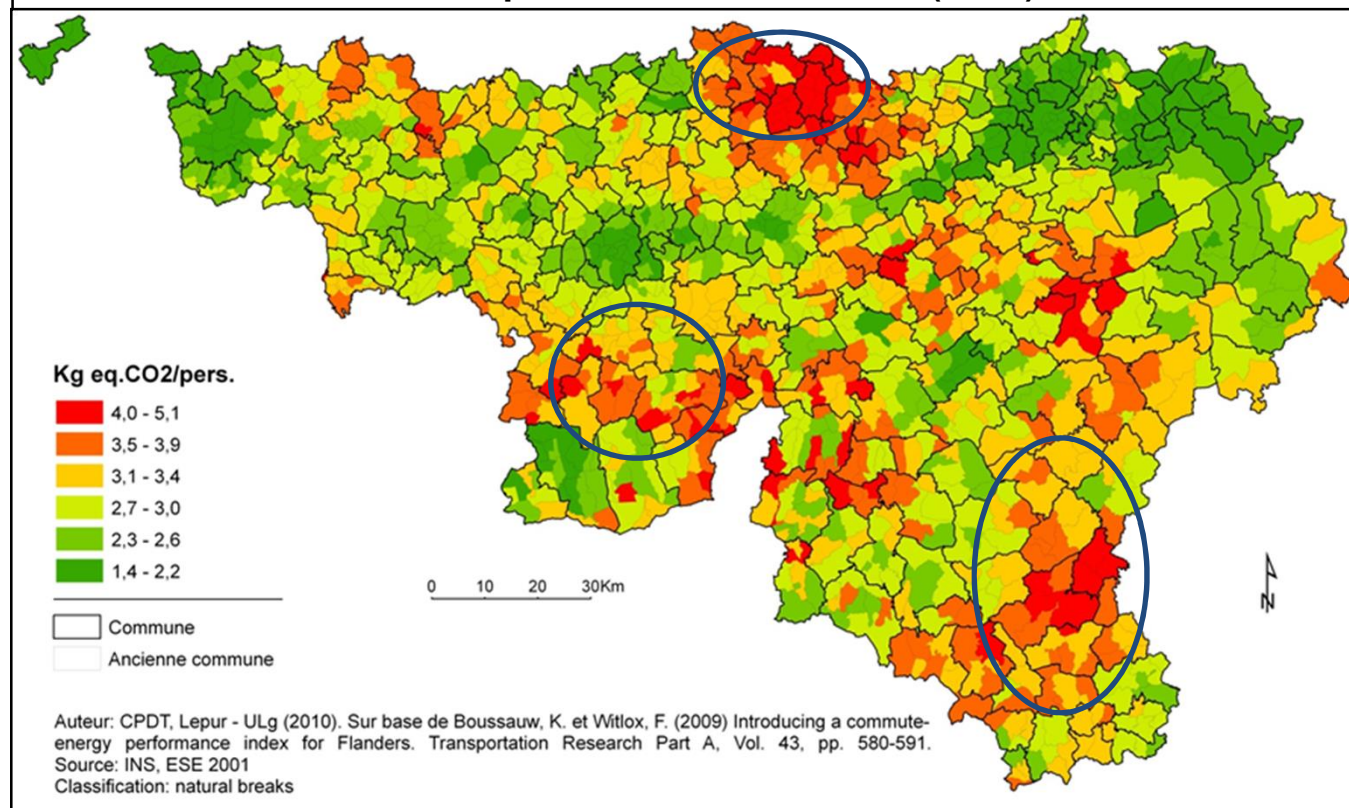 Kg eq.CO2/pers.
4,0 - 5,1
3,5 - 3,9
3,1 - 3,4
2,7 - 3,0
2,3 - 2,6
1,4 - 2,2
0 10 20 30Km
N
Commune
Ancienne commune
Auteur: CPDT, Lepur - ULg (2010). Sur base de Boussauw, K. et Witlox, F. (2009) Introducing a commute-
energy performance index for Flanders. Transportation Research Part A, Vol. 43, pp. 580-591.
Source: INS, ESE 2001
Classification: natural breaks